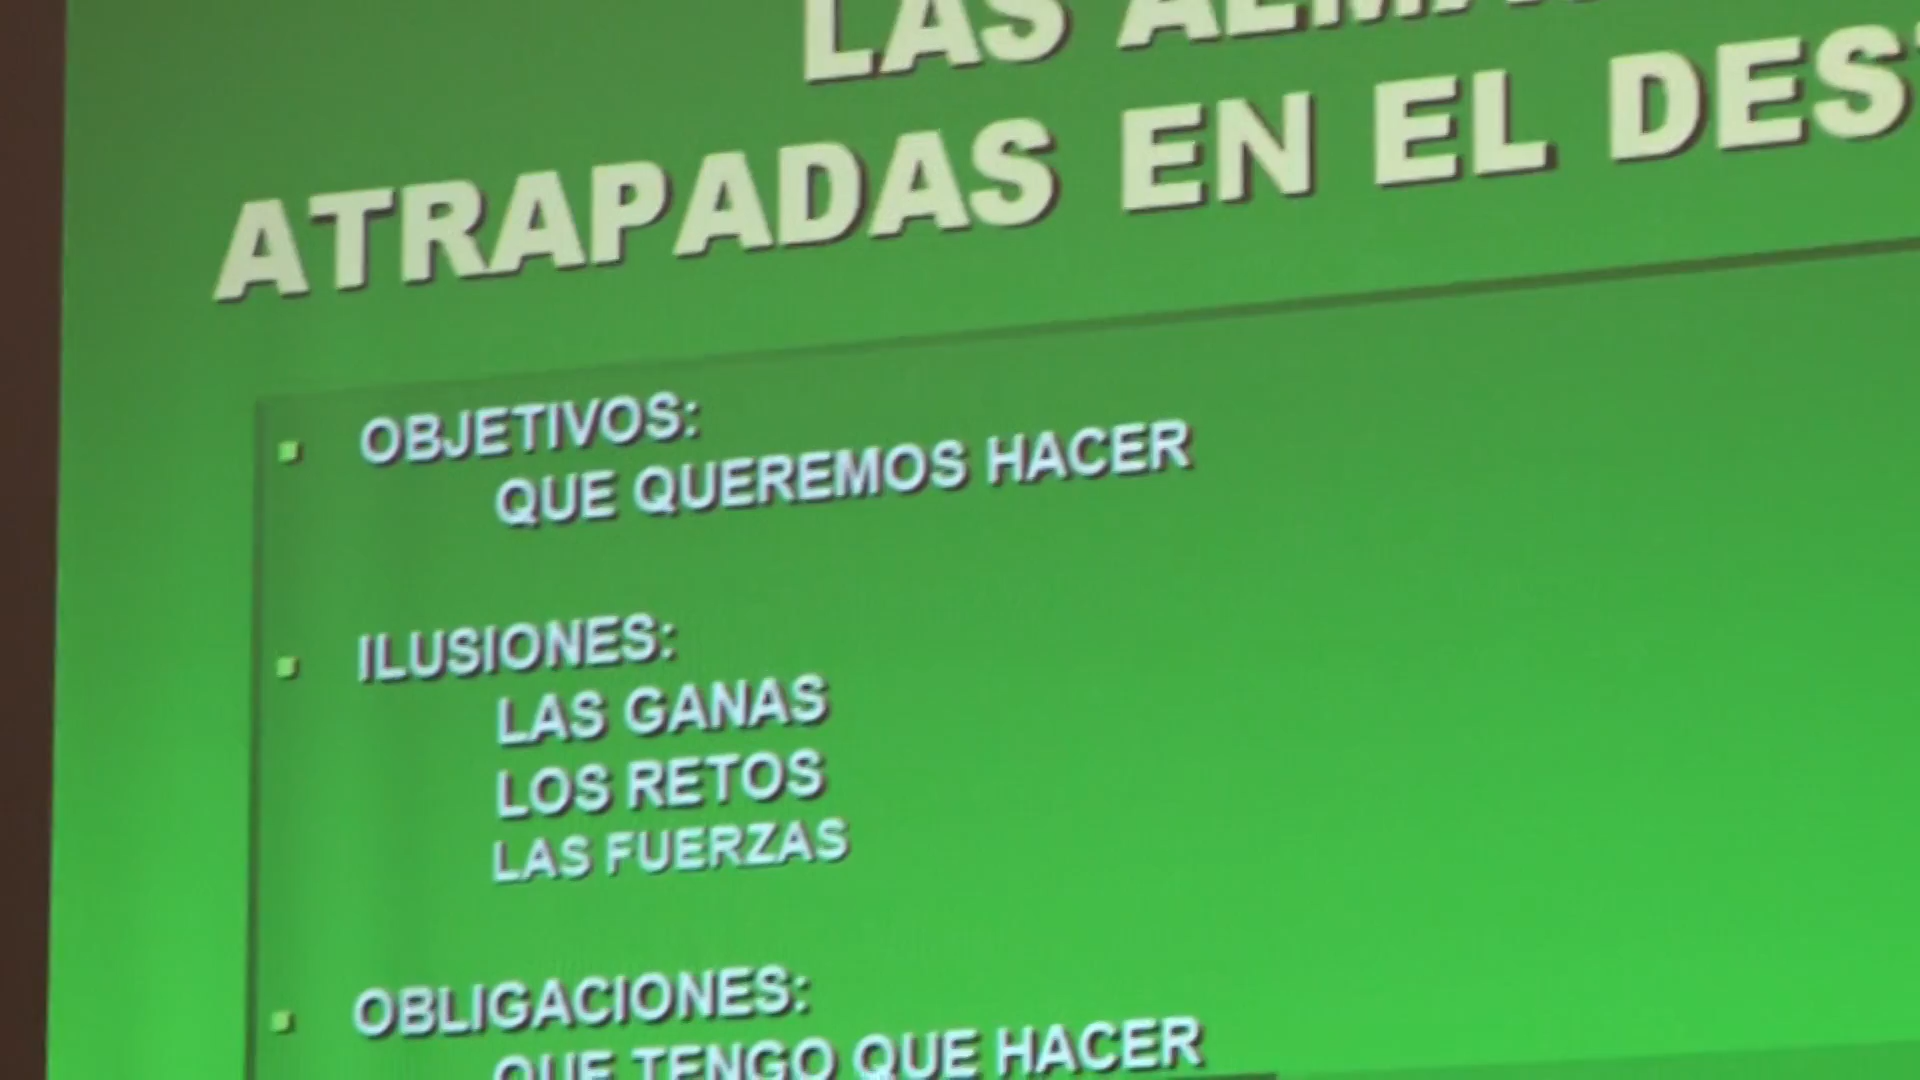 LAS
ATRAPADAS EN EL
OBJETIVOS:
QUE QUEREMOS HACER
ILUSIONES:
LAS GANAS
LOS RETOS
LAS FUERZAS
OBLIGACIONES:
QUE TENGO QUE HACER